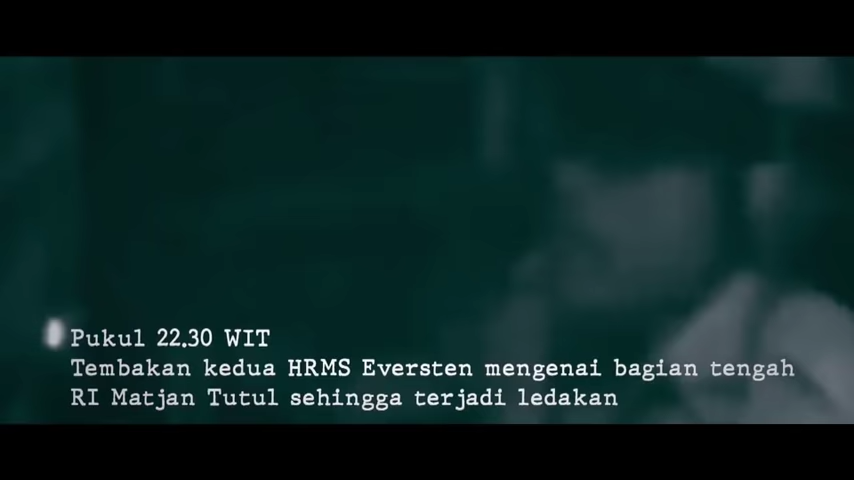 Pukul 22.30 WIT
Tembakan kedua HRMS Eversten mengenai bagian tengah
RI Matjan Tutul sehingga terjadi ledakan